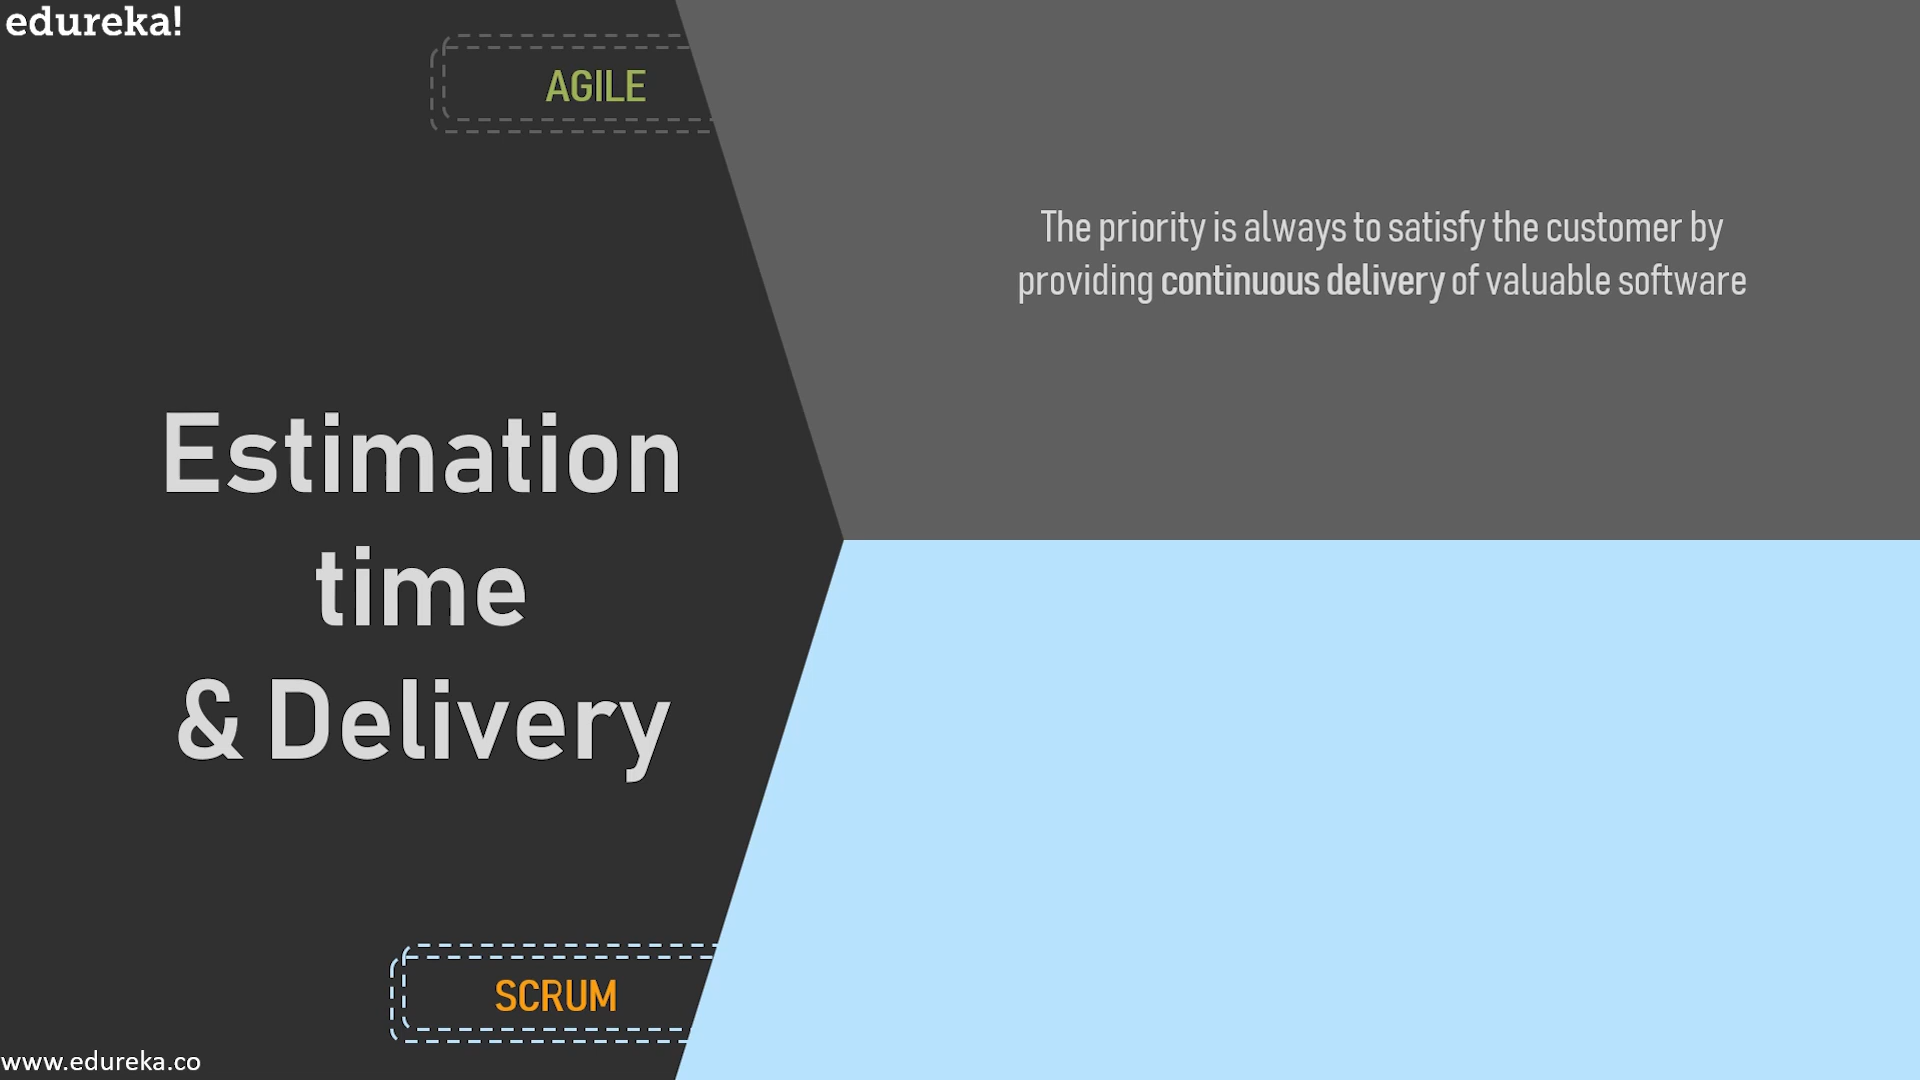 edureka!
AGILE
The priority is always to satisfy the customer by
providing continuous delivery of valuable software
Estimation
time
& Delivery
SCRUM
www.edureka.co